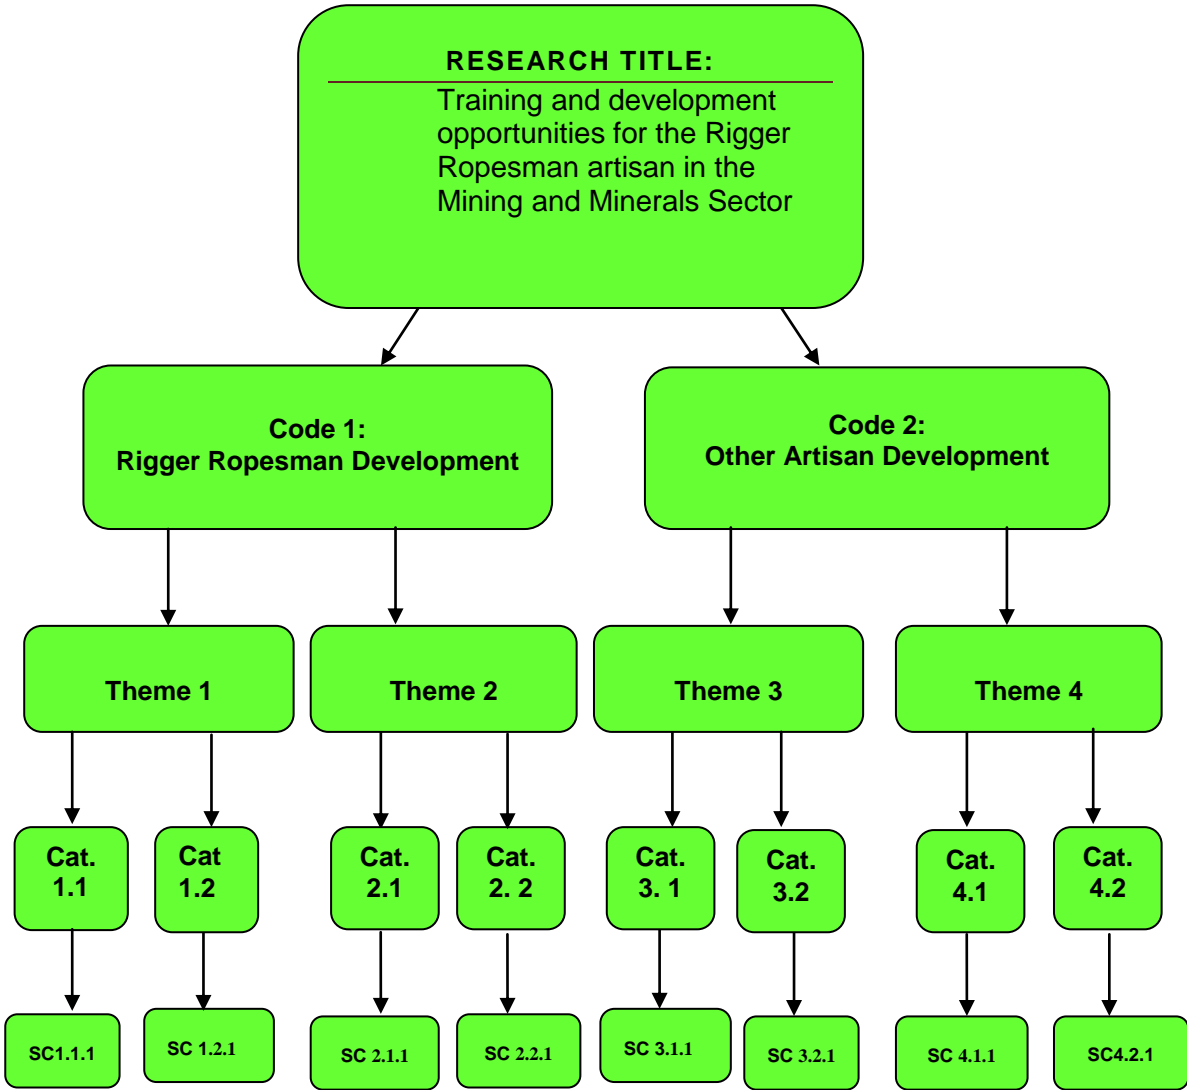 RESEARCH TITLE:
Training and development
opportunities for the Rigger
Ropesman artisan in the
Mining and Minerals Sector
Code 1:
Rigger Ropesman Development
Code 2:
Other Artisan Development
Theme 1
Theme 2
Theme 3
Theme 4
Cat.
1.1
Cat
1.2
Cat.
2.1
Cat.
2. 2
Cat.
3. 1
Cat.
3.2
Cat.
4.1
Cat.
4.2
SC1.1.1
SC 1.2.1
SC 2.1.1
SC 2.2.1
SC 3.1.1
SC 3.2.1
SC 4.1.1
SC4.2.1